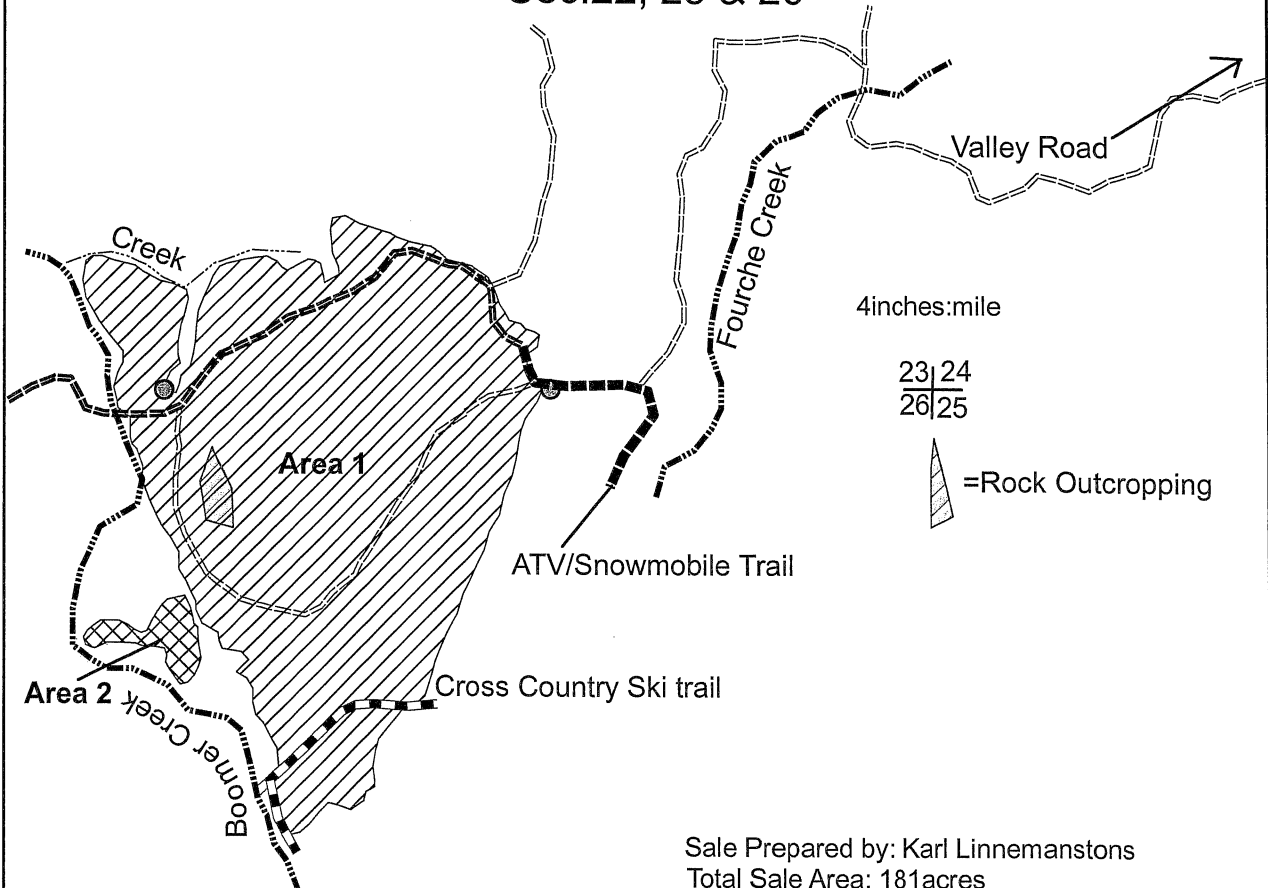 Creek
Valley Road
Fourche Creek
4inches:mile
23 24
26 25
Area 1
=Rock Outcropping
ATV/Snowmobile Trail
Area 2
Cross Country Ski trail
Boomer Creek
Sale Prepared by: Karl Linnemanstons
Total Sale Area: 181acres